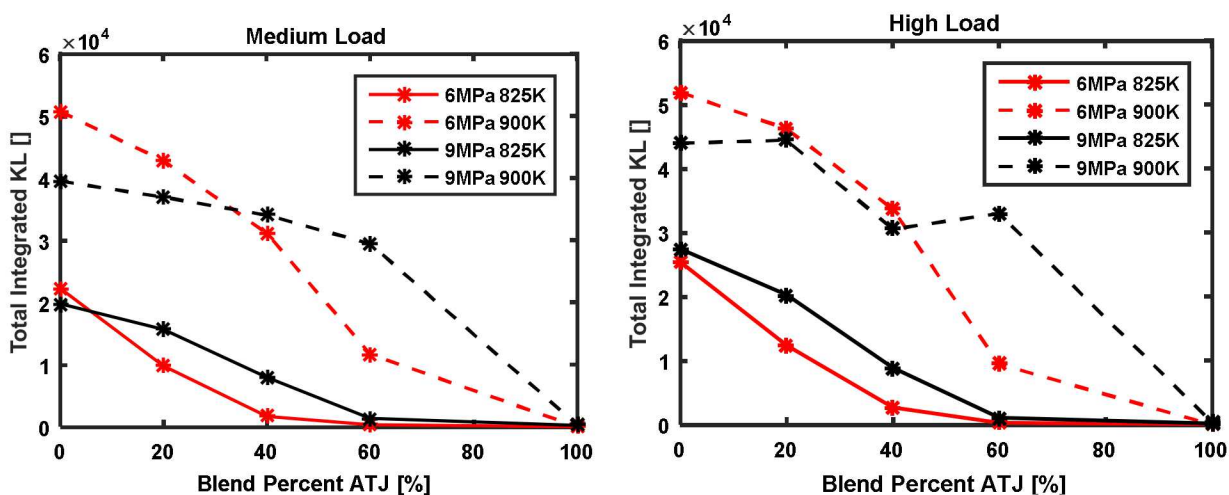 Medium Load
×10⁴
6
5
4
3
2
1
0
0 20 40 60 80 100
Total Integrated KL []
Blend Percent ATJ [%]
6MPa 825K
6MPa 900K
9MPa 825K
9MPa 900K
High Load
×10⁴
6
5
4
3
2
1
0
0 20 40 60 80 100
Total Integrated KL []
Blend Percent ATJ [%]
6MPa 825K
6MPa 900K
9MPa 825K
9MPa 900K